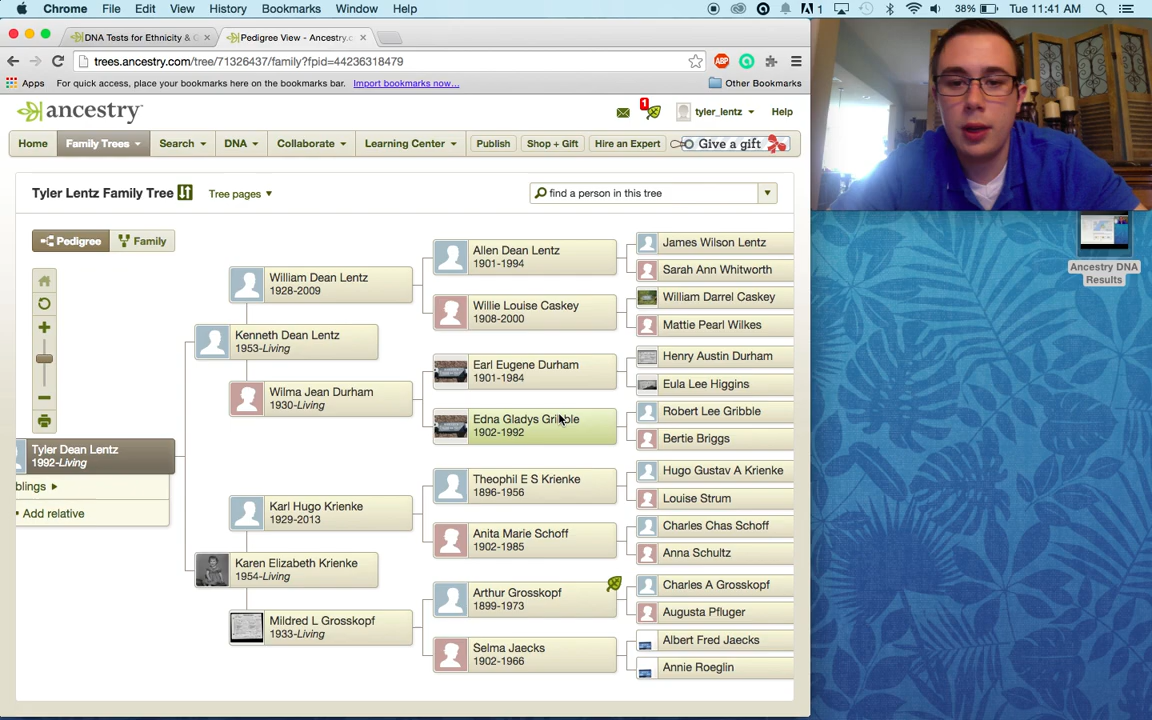 Chrome File Edit View History Bookmarks Window Help 1 38% Tue 11:41 AM
DNA Tests for Ethnicity & G × Pedigree View - Ancestry.c ×
trees.ancestry.com/tree/71326437/family?fpid=44236318479 ABP
Apps For quick access, place your bookmarks here on the bookmarks bar. Import bookmarks now... Other Bookmarks
ancestry 1 tyler_lentz Help
Home Family Trees Search DNA Collaborate Learning Center Publish Shop + Gift Hire an Expert Give a gift
Tyler Lentz Family Tree Tree pages find a person in this tree
Pedigree Family
Tyler Dean Lentz
1992-Living
blings
Add relative
Kenneth Dean Lentz
1953-Living
Karen Elizabeth Krienke
1954-Living
William Dean Lentz
1928-2009
Wilma Jean Durham
1930-Living
Karl Hugo Krienke
1929-2013
Mildred L Grosskopf
1933-Living
Allen Dean Lentz
1901-1994
Willie Louise Caskey
1908-2000
Earl Eugene Durham
1901-1984
Edna Gladys Gribble
1902-1992
Theophil E S Krienke
1896-1956
Anita Marie Schoff
1902-1985
Arthur Grosskopf
1899-1973
Selma Jaecks
1902-1966
James Wilson Lentz
Sarah Ann Whitworth
William Darrel Caskey
Mattie Pearl Wilkes
Henry Austin Durham
Eula Lee Higgins
Robert Lee Gribble
Bertie Briggs
Hugo Gustav A Krienke
Louise Strum
Charles Chas Schoff
Anna Schultz
Charles A Grosskopf
Augusta Pfluger
Albert Fred Jaecks
Annie Roeglin
Ancestry DNA
Results